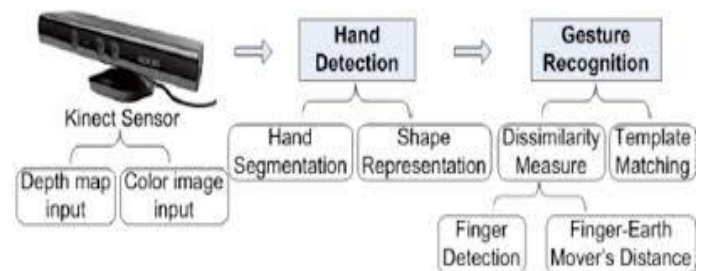 Hand
Detection
Gesture
Recognition
Kinect Sensor
Hand
Segmentation
Shape
Representation
Dissimilarity
Measure
Template
Matching
Depth map
input
Color image
input
Finger
Detection
Finger-Earth
Mover's Distance